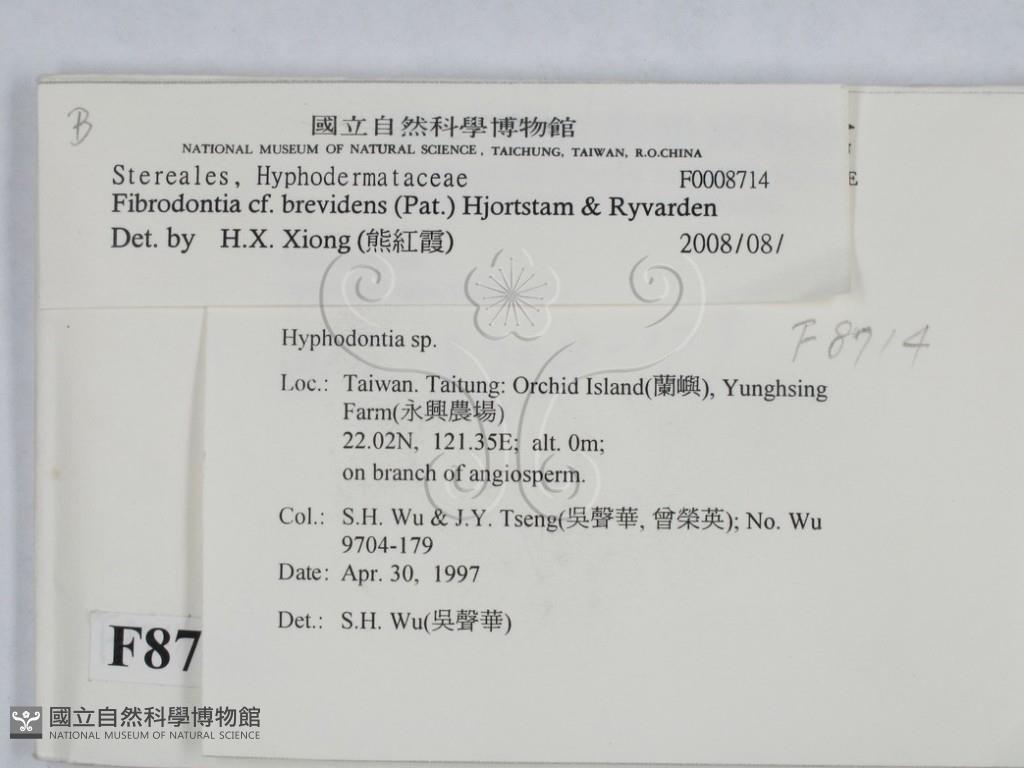 B
國立自然科學博物館
NATIONAL MUSEUM OF NATURAL SCIENCE, TAICHUNG, TAIWAN, R.O.CHINA
Stereales, Hyphodermataceae F0008714
Fibrodontia cf. brevidens (Pat.) Hjortstam & Ryvarden
Det. by H.X. Xiong (熊紅霞) 2008/08/
E
F8714
Hyphodontia sp.
Loc.: Taiwan. Taitung: Orchid Island(蘭嶼), Yunghsing
Farm(永興農場)
22.02N, 121.35E; alt. 0m;
on branch of angiosperm.
Col.: S.H. Wu & J.Y. Tseng(吳聲華, 曾榮英); No. Wu
9704-179
Date: Apr. 30, 1997
Det.: S.H. Wu(吳聲華)
F87
國立自然科學博物館
NATIONAL MUSEUM OF NATURAL SCIENCE